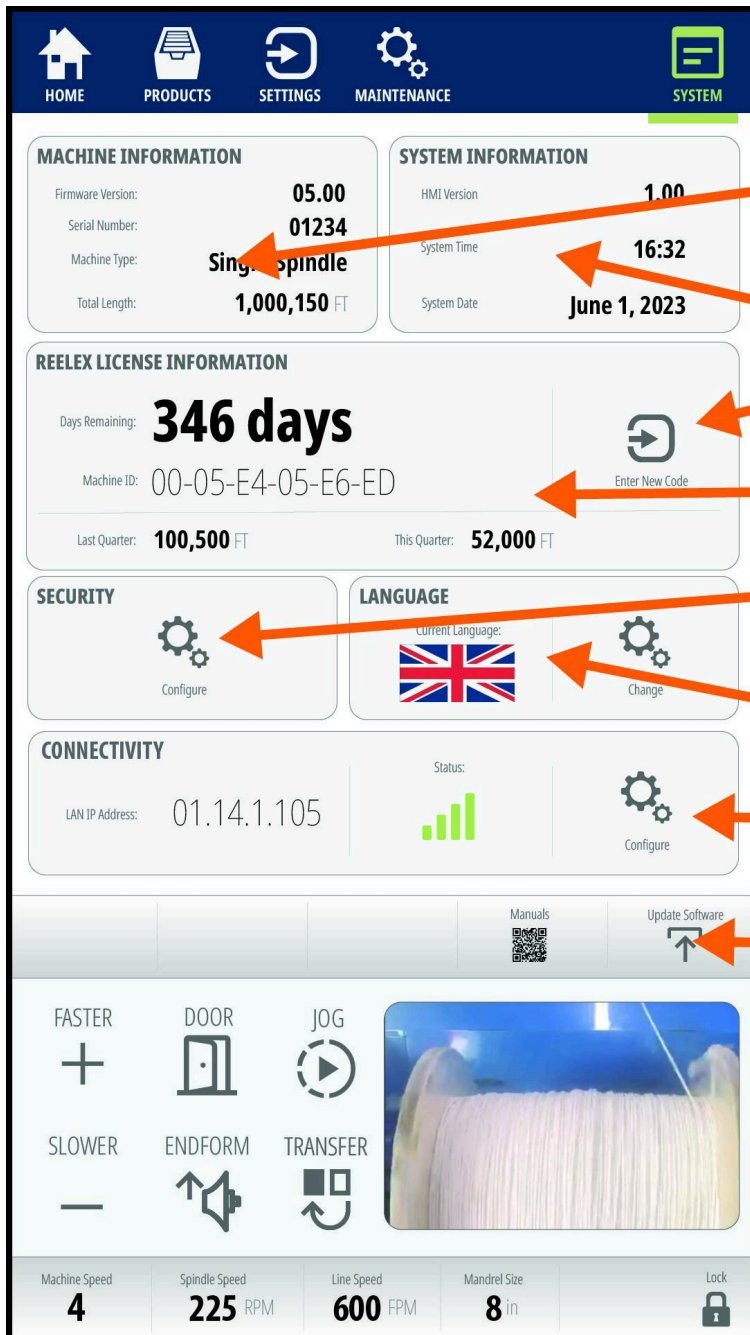 HOME PRODUCTS SETTINGS MAINTENANCE SYSTEM
MACHINE INFORMATION
Firmware Version: 05.00
Serial Number: 01234
Machine Type: Single Spindle
Total Length: 1,000,150 FT
SYSTEM INFORMATION
HMI Version 1.00
System Time 16:32
System Date June 1, 2023
REELEX LICENSE INFORMATION
Days Remaining: 346 days
Machine ID: 00-05-E4-05-E6-ED
Enter New Code
Last Quarter: 100,500 FT This Quarter: 52,000 FT
SECURITY
Configure
LANGUAGE
Current Language:
Change
CONNECTIVITY
LAN IP Address: 01.14.1.105
Status:
Configure
Manuals Update Software
FASTER DOOR JOG
SLOWER ENDFORM TRANSFER
Machine Speed Spindle Speed Line Speed Mandrel Size Lock
4 225 RPM 600 FPM 8 in